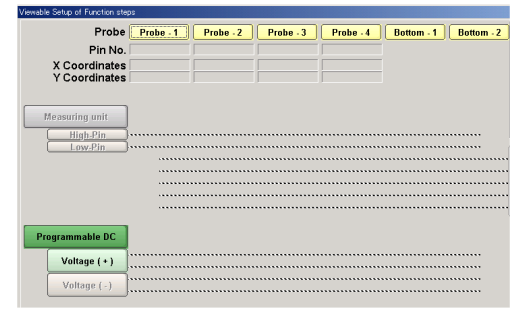 Viewable Setup of Function steps
Probe Probe - 1 Probe - 2 Probe - 3 Probe - 4 Bottom - 1 Bottom - 2
Pin No.
X Coordinates
Y Coordinates
Measuring unit
High-Pin
Low-Pin
Programmable DC
Voltage ( + )
Voltage ( - )